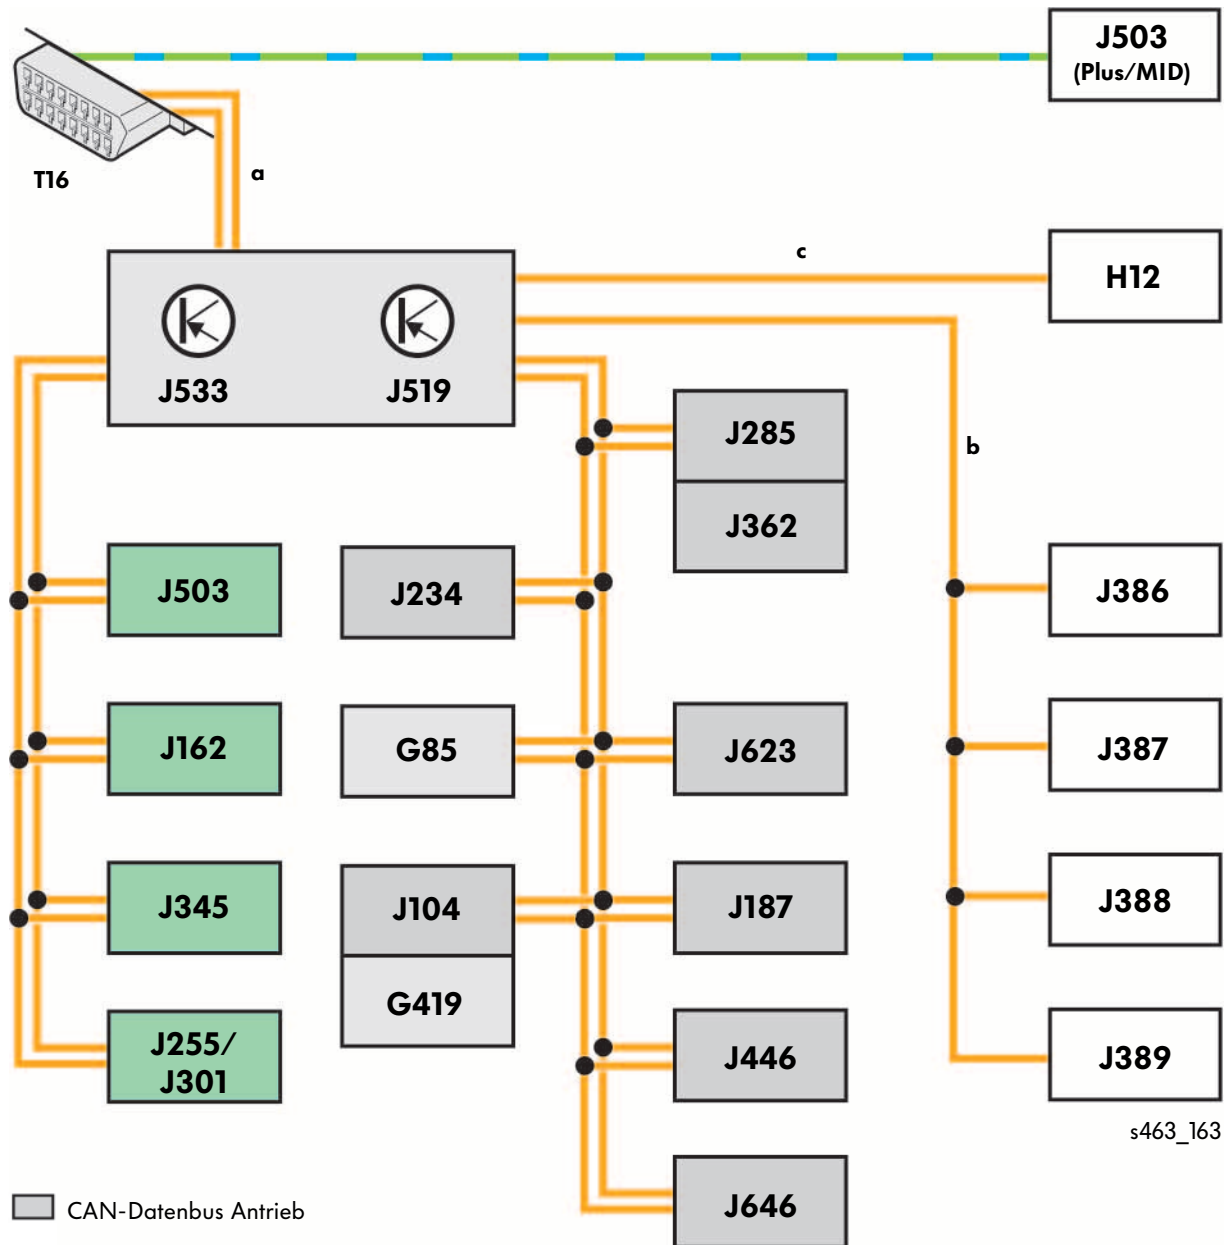 J503
(Plus/MID)
T16
a
c
H12
J533
J519
J285
b
J362
J503
J234
J386
J162
G85
J623
J387
J345
J104
J187
J388
G419
J255/
J301
J446
J389
s463_163
CAN-Datenbus Antrieb
J646